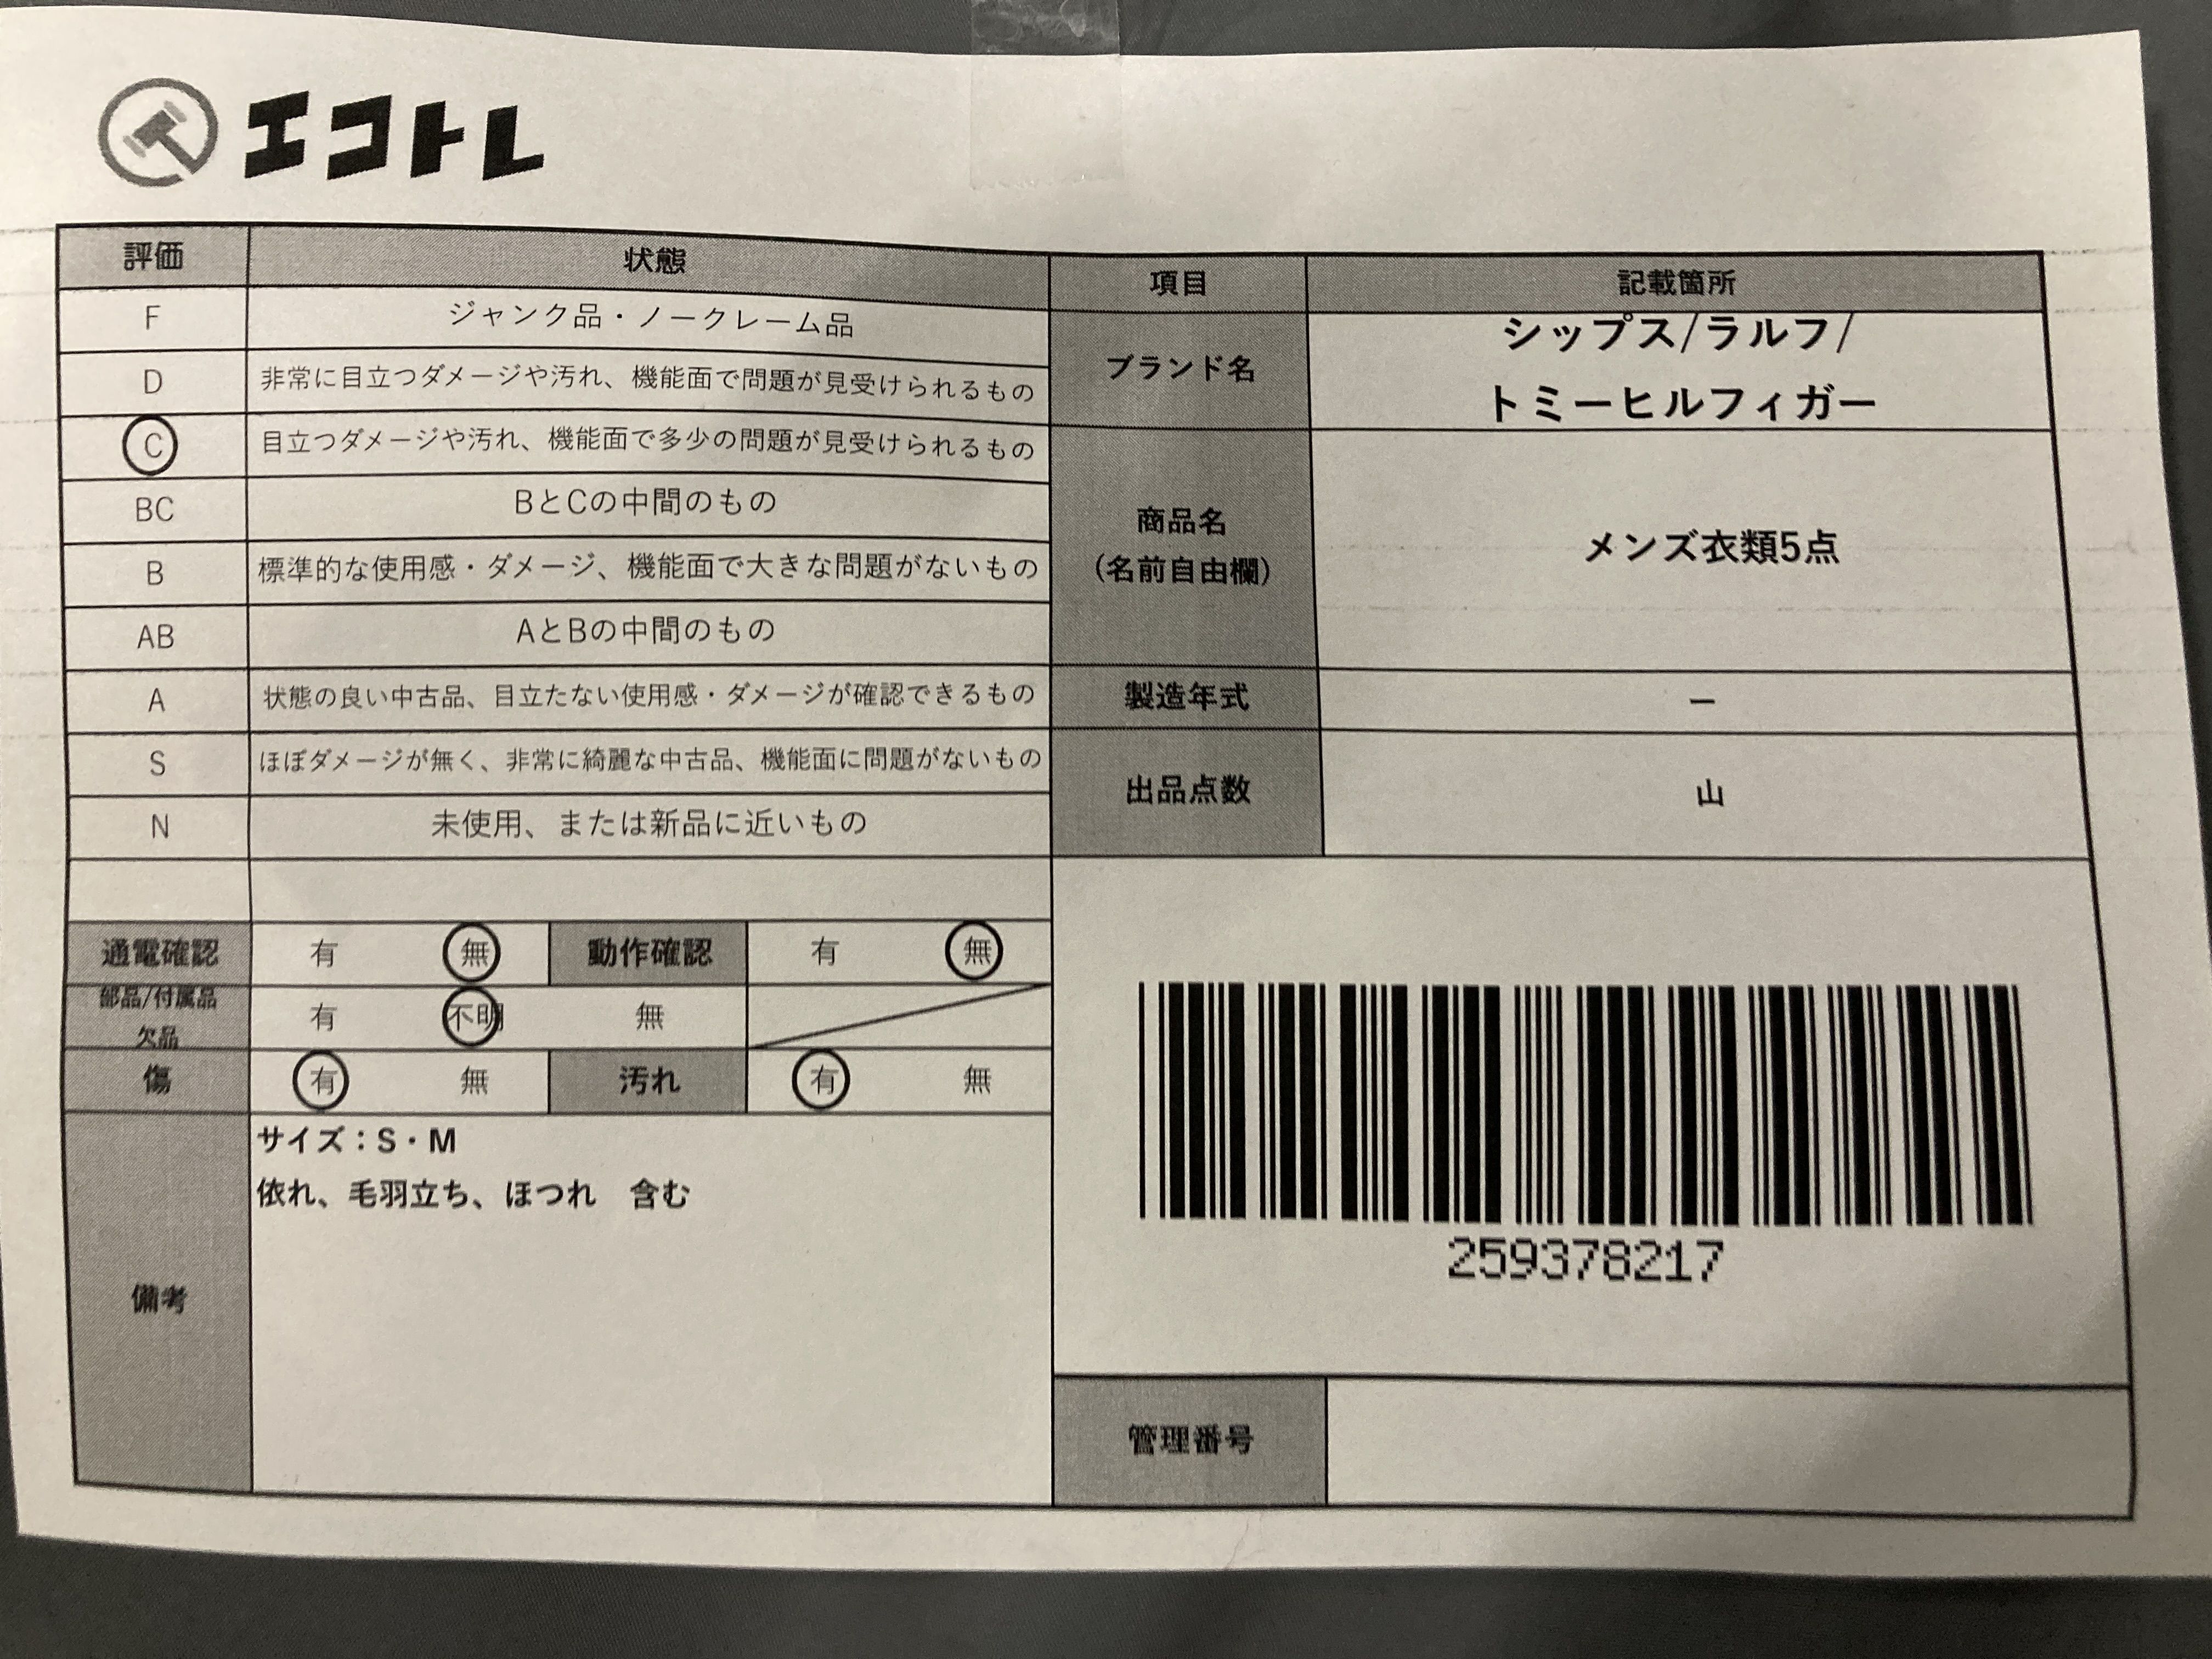 エコトレ
評価 状態
F ジャンク品・ノークレーム品
D 非常に目立つダメージや汚れ、機能面で問題が見受けられるもの
C 目立つダメージや汚れ、機能面で多少の問題が見受けられるもの
BC BとCの中間のもの
B 標準的な使用感・ダメージ、機能面で大きな問題がないもの
AB AとBの中間のもの
A 状態の良い中古品、目立たない使用感・ダメージが確認できるもの
S ほぼダメージが無く、非常に綺麗な中古品、機能面に問題がないもの
N 未使用、または新品に近いもの
通電確認 有 無 動作確認 有 無
部品/付属品
欠品
有 不明 無
傷 有 無 汚れ 有 無
備考
サイズ：S・M
依れ、毛羽立ち、ほつれ 含む
項目 記載箇所
ブランド名
シップス/ラルフ/
トミーヒルフィガー
商品名
(名前自由欄)
メンズ衣類5点
製造年式 ー
出品点数 山
259378217
管理番号